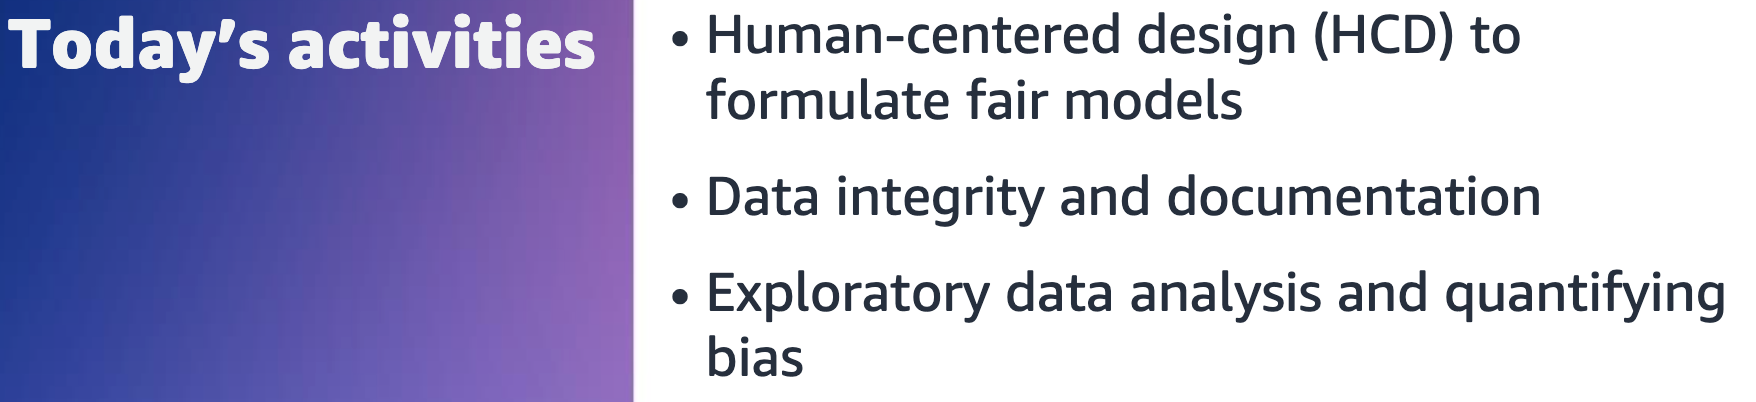 Today’s activities
• Human-centered design (HCD) to
formulate fair models
• Data integrity and documentation
• Exploratory data analysis and quantifying
bias